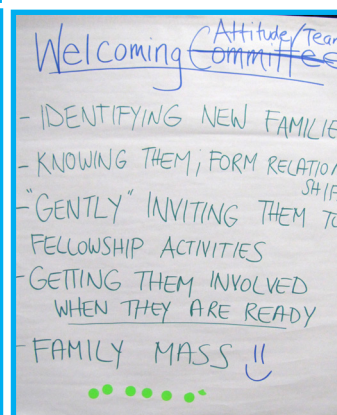 Attitude/Team
Welcoming Committee
- IDENTIFYING NEW FAMILIE
- KNOWING THEM; FORM RELATION
SHIP
- "GENTLY" INVITING THEM TO
FELLOWSHIP ACTIVITIES
- GETTING THEM INVOLVED
WHEN THEY ARE READY
- FAMILY MASS